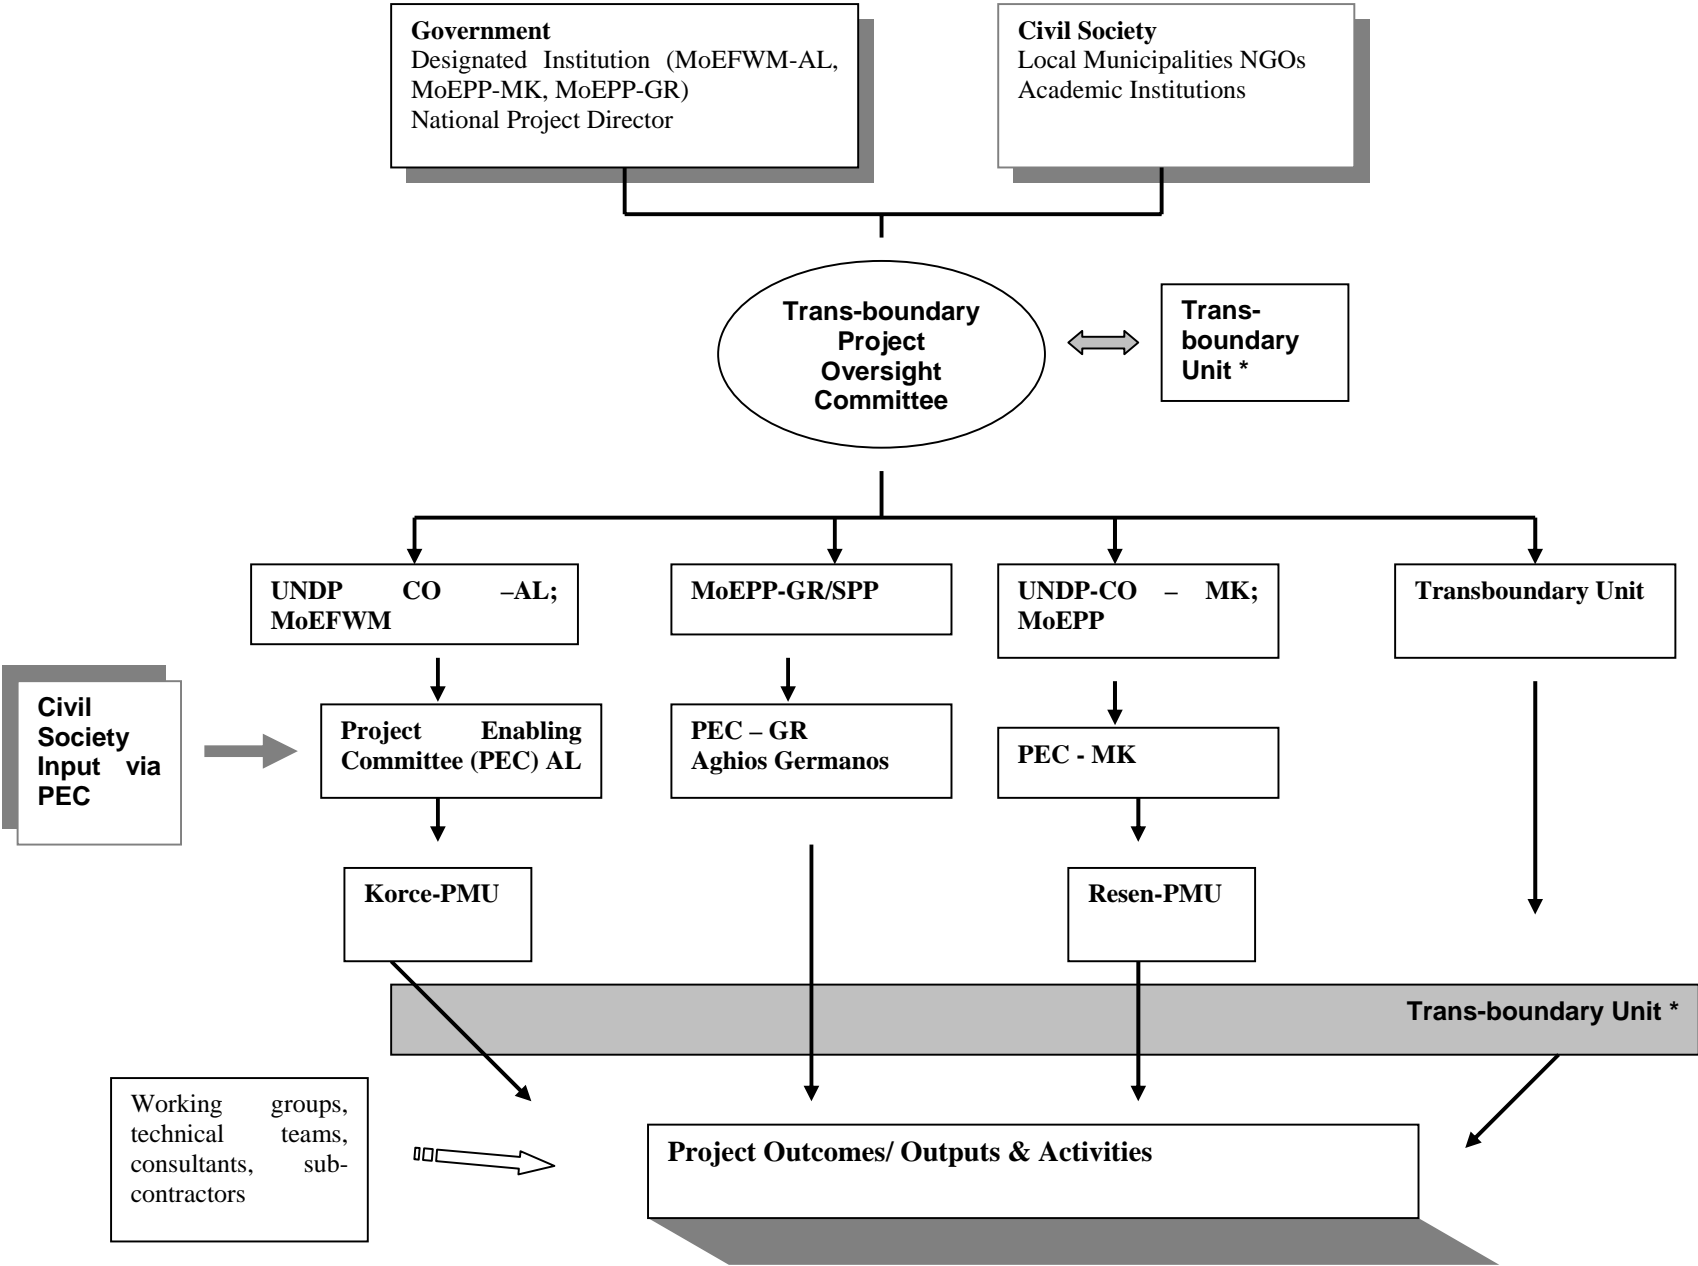 Government
Designated Institution (MoEFWM-AL,
MoEPP-MK, MoEPP-GR)
National Project Director
Civil Society
Local Municipalities NGOs
Academic Institutions
Trans-boundary
Project
Oversight
Committee
Trans-
boundary
Unit *
UNDP CO –AL;
MoEFWM
MoEPP-GR/SPP
UNDP-CO – MK;
MoEPP
Transboundary Unit
Civil
Society
Input via
PEC
Project Enabling
Committee (PEC) AL
PEC – GR
Aghios Germanos
PEC - MK
Korce-PMU
Resen-PMU
Trans-boundary Unit *
Working groups,
technical teams,
consultants, sub-
contractors
Project Outcomes/ Outputs & Activities